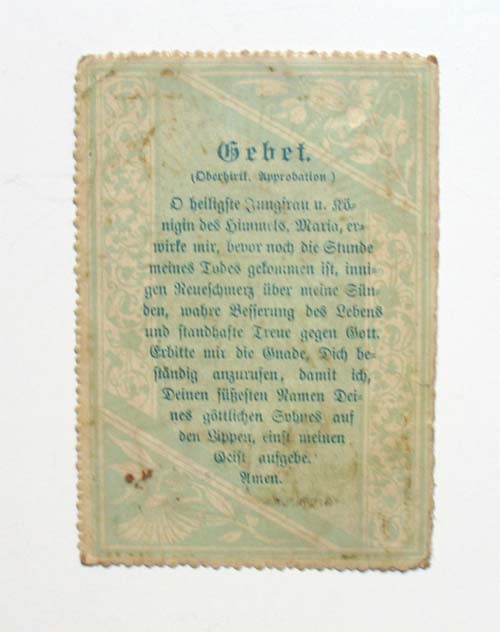 Gebet.
(Oberhirtl. Approbation)
O heiligste Jungfrau u. Kö-
nigin des Himmels, Maria, er-
wirke mir, bevor noch die Stunde
meines Todes gekommen ist, inni-
gen Reueschmerz über meine Sün-
den, wahre Besserung des Lebens
und standhafte Treue gegen Gott.
Erbitte mir die Gnade, Dich be-
ständig anzurufen, damit ich,
Deinen süßesten Namen Dei-
nes göttlichen Sohnes auf
den Lippen, einst meinen
Geist aufgebe.
Amen.